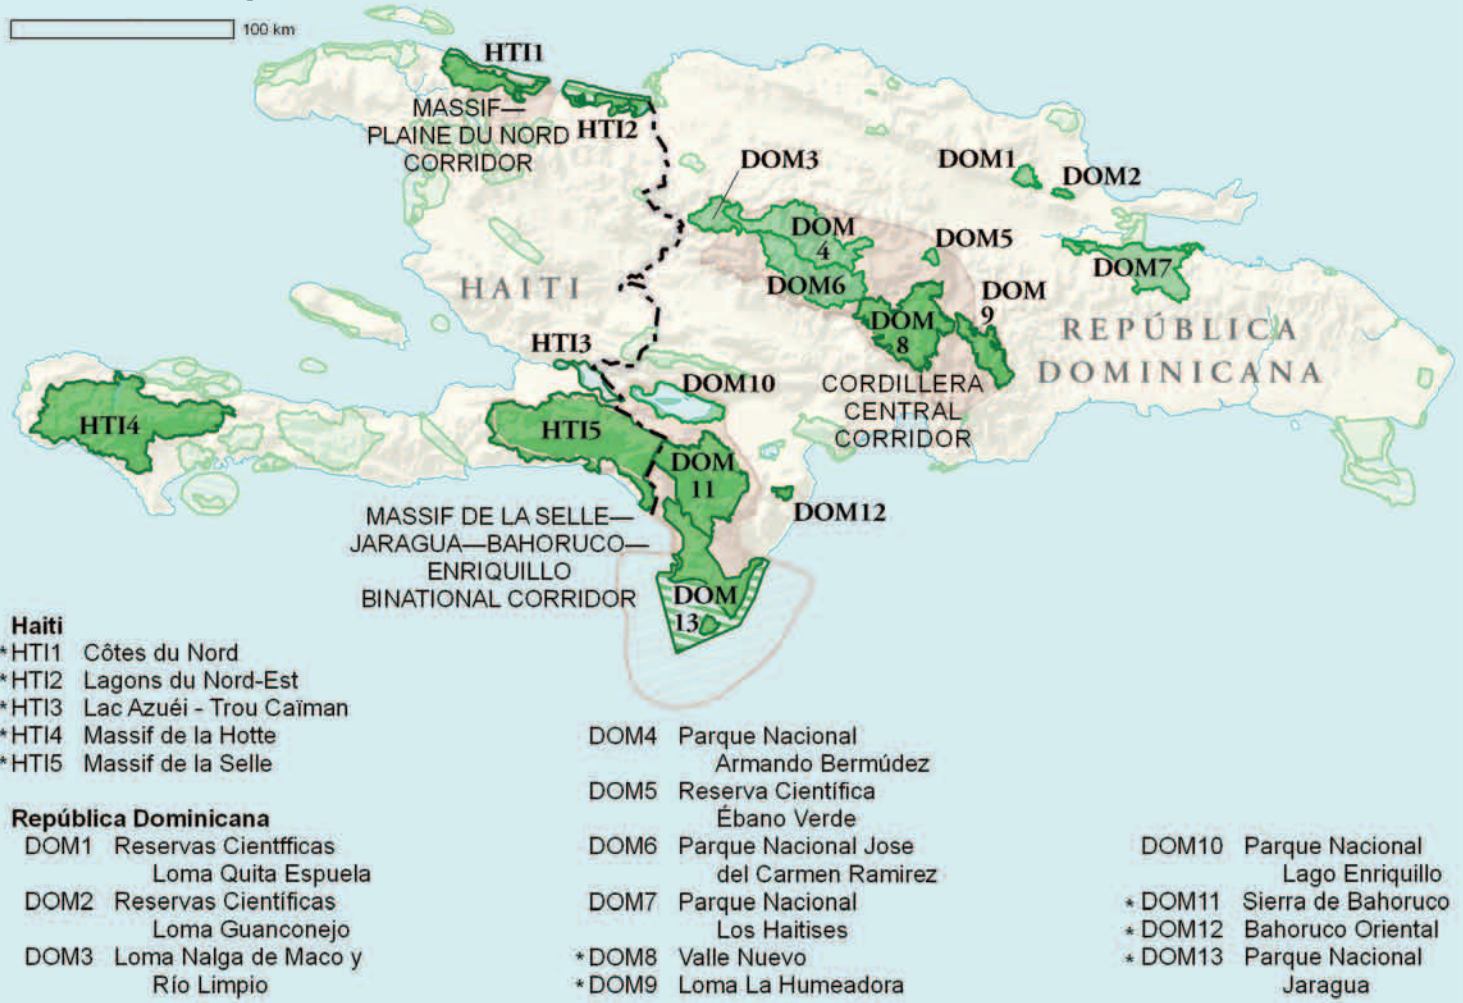 100 km
HTI1
MASSIF—
PLAINE DU NORD
CORRIDOR
HTI2
DOM3
DOM1
DOM2
DOM
4
DOM5
DOM6
DOM7
HAITI
DOM
9
DOM
8
REPÚBLICA
DOMINICANA
HTI3
DOM10
CORDILLERA
CENTRAL
CORRIDOR
HTI4
HTI5
DOM
11
DOM12
MASSIF DE LA SELLE—
JARAGUA—BAHORUCO—
ENRIQUILLO
BINATIONAL CORRIDOR
DOM
13
Haiti
*HTI1 Côtes du Nord
*HTI2 Lagons du Nord-Est
*HTI3 Lac Azuéi - Trou Caïman
*HTI4 Massif de la Hotte
*HTI5 Massif de la Selle
República Dominicana
DOM1 Reservas Cientffficas
Loma Quita Espuela
DOM2 Reservas Científicas
Loma Guanconejo
DOM3 Loma Nalga de Maco y
Río Limpio
DOM4 Parque Nacional
Armando Bermúdez
DOM5 Reserva Científica
Ébano Verde
DOM6 Parque Nacional Jose
del Carmen Ramirez
DOM7 Parque Nacional
Los Haitises
*DOM8 Valle Nuevo
*DOM9 Loma La Humeadora
DOM10 Parque Nacional
Lago Enriquillo
*DOM11 Sierra de Bahoruco
*DOM12 Bahoruco Oriental
*DOM13 Parque Nacional
Jaragua